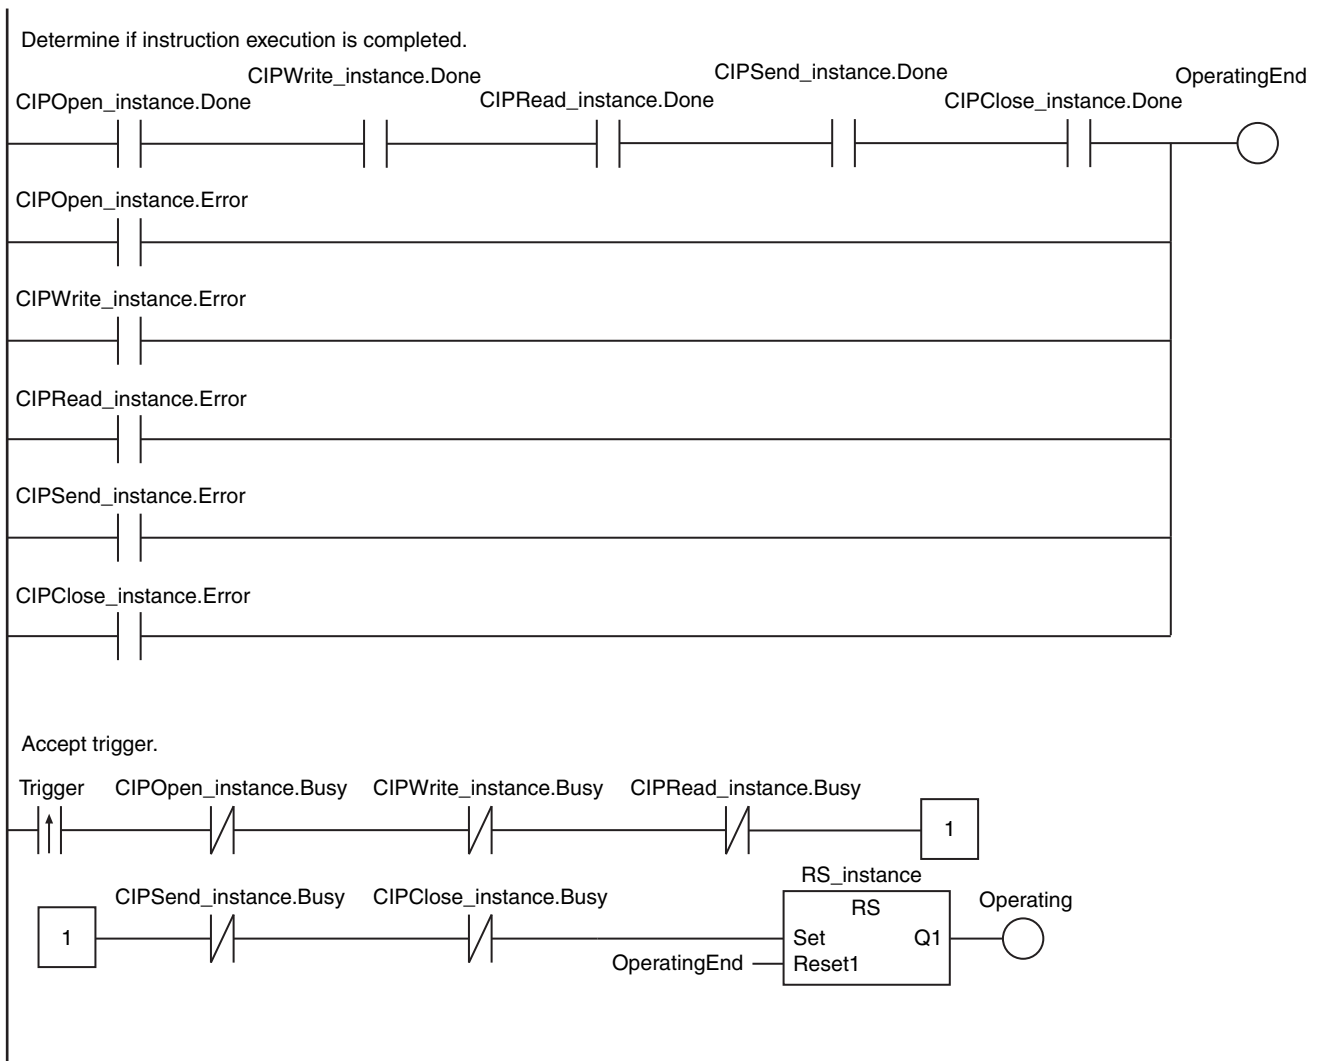 Determine if instruction execution is completed.
CIPOpen_instance.Done
CIPWrite_instance.Done
CIPRead_instance.Done
CIPSend_instance.Done
CIPClose_instance.Done
OperatingEnd
CIPOpen_instance.Error
CIPWrite_instance.Error
CIPRead_instance.Error
CIPSend_instance.Error
CIPClose_instance.Error
Accept trigger.
Trigger
CIPOpen_instance.Busy
CIPWrite_instance.Busy
CIPRead_instance.Busy
1
1
CIPSend_instance.Busy
CIPClose_instance.Busy
RS_instance
RS
Set
Q1
Operating
OperatingEnd
Reset1